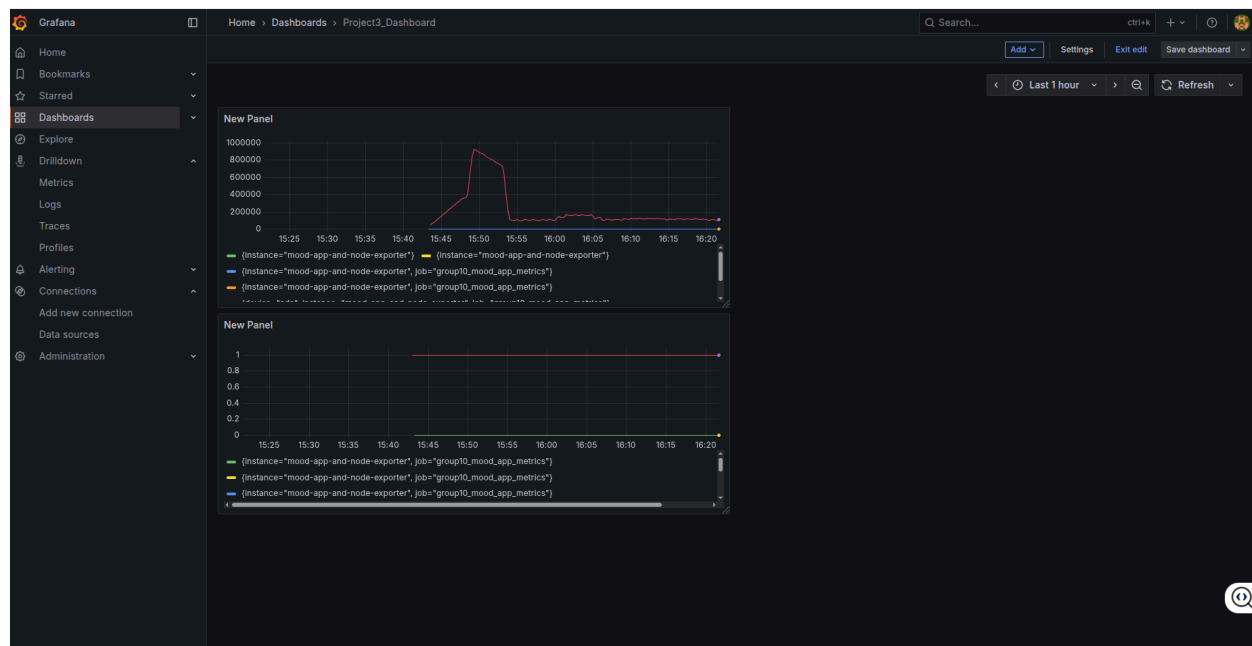 Grafana
Home › Dashboards › Project3_Dashboard
Search...
ctrl+k
Home
Bookmarks
Starred
Dashboards
Explore
Drilldown
Metrics
Logs
Traces
Profiles
Alerting
Connections
Add new connection
Data sources
Administration
Add
Settings
Exit edit
Save dashboard
Last 1 hour
Refresh
New Panel
1000000
800000
600000
400000
200000
0
15:25 15:30 15:35 15:40 15:45 15:50 15:55 16:00 16:05 16:10 16:15 16:20
{instance="mood-app-and-node-exporter"} {instance="mood-app-and-node-exporter"}
{instance="mood-app-and-node-exporter", job="group10_mood_app_metrics"}
{instance="mood-app-and-node-exporter", job="group10_mood_app_metrics"}
New Panel
1
0.8
0.6
0.4
0.2
0
15:25 15:30 15:35 15:40 15:45 15:50 15:55 16:00 16:05 16:10 16:15 16:20
{instance="mood-app-and-node-exporter", job="group10_mood_app_metrics"}
{instance="mood-app-and-node-exporter", job="group10_mood_app_metrics"}
{instance="mood-app-and-node-exporter", job="group10_mood_app_metrics"}